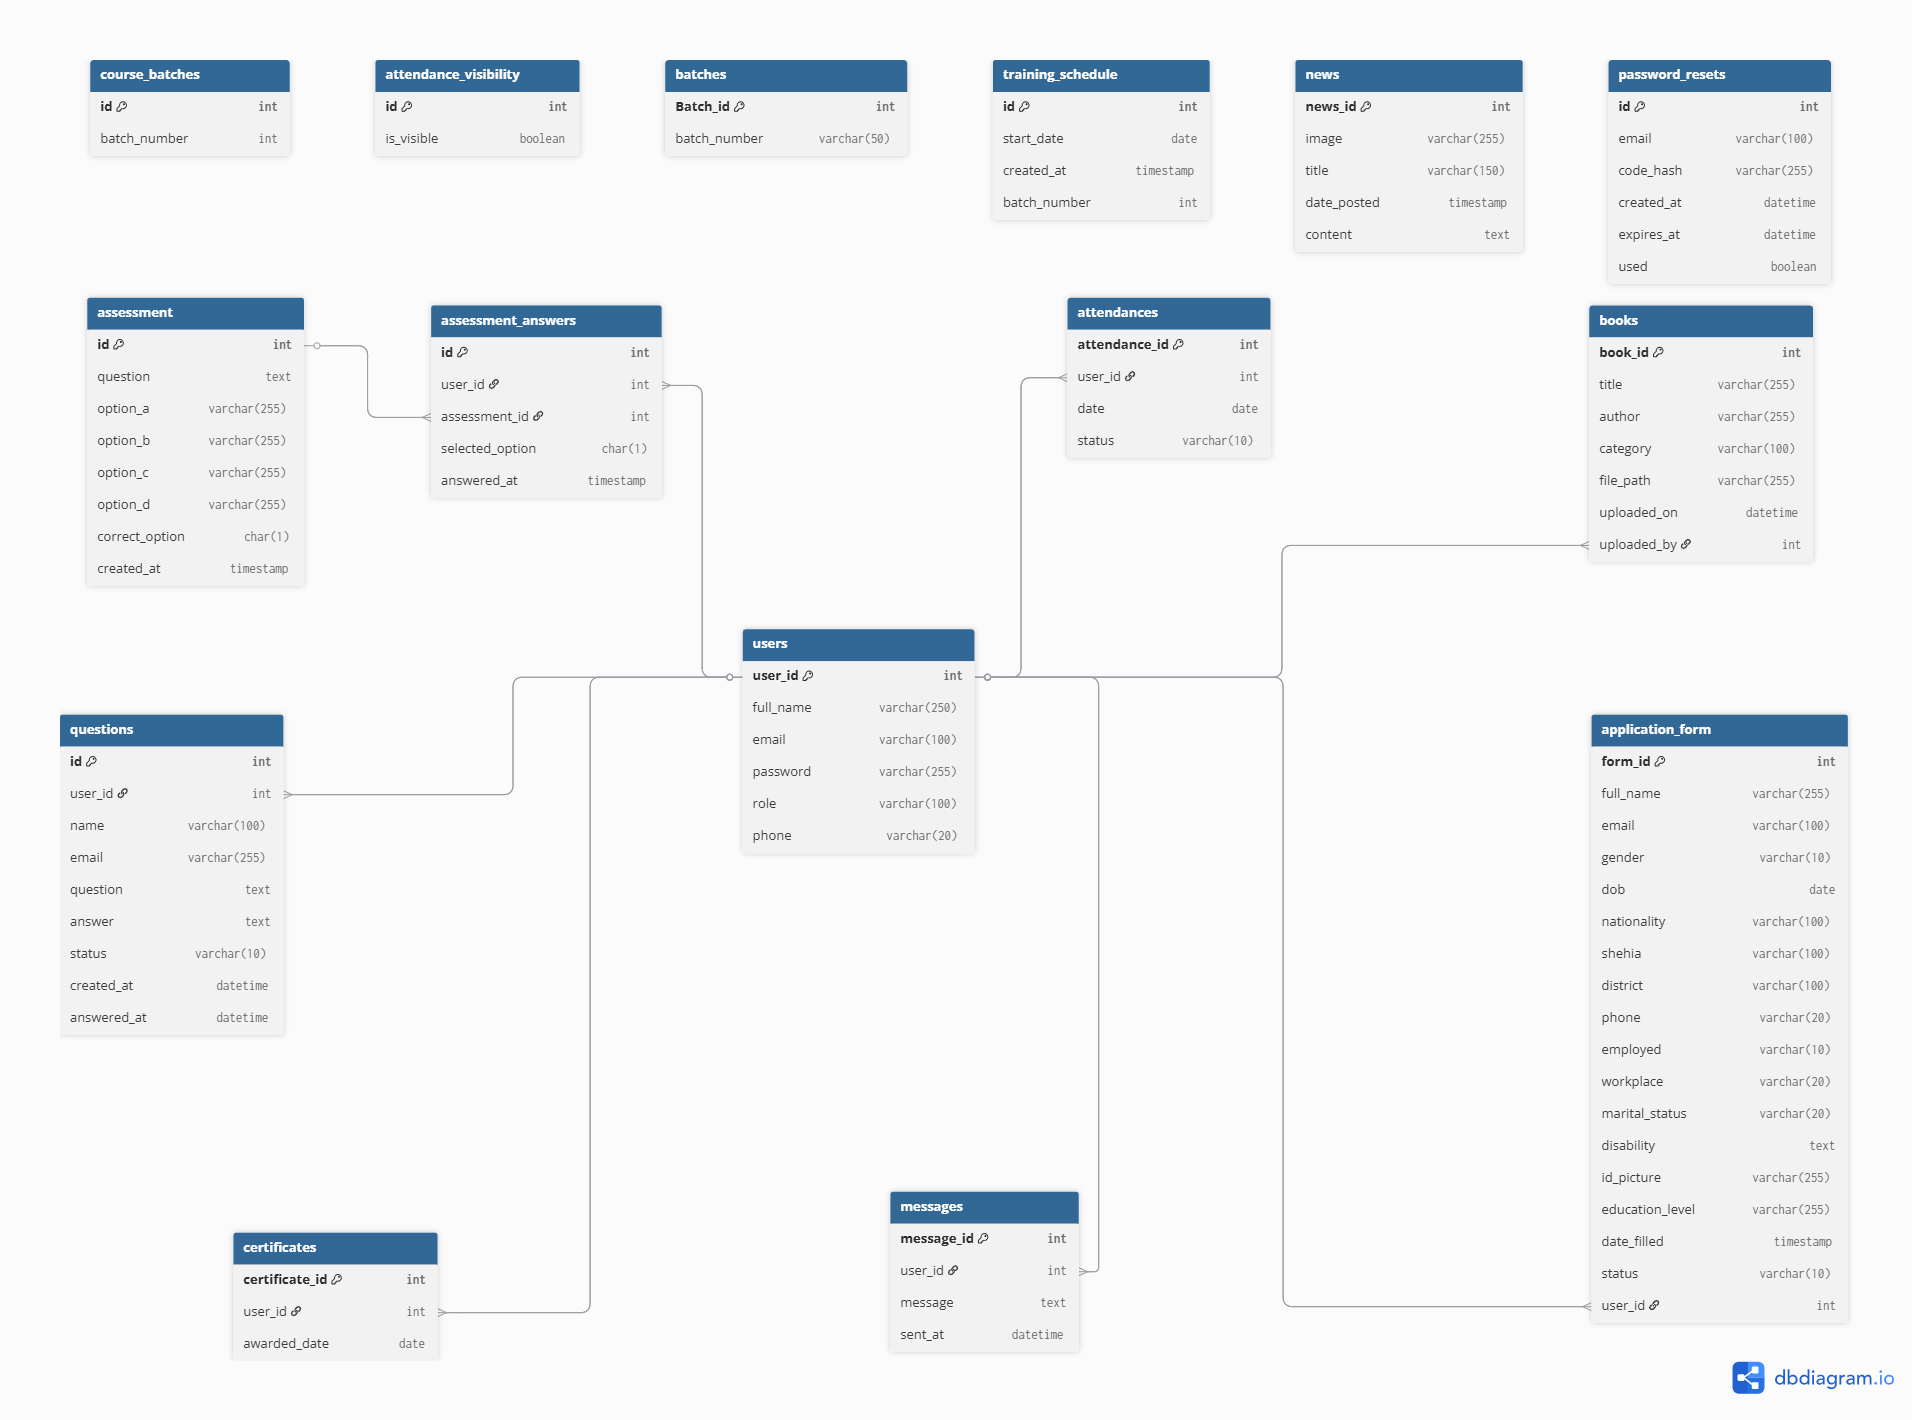 course_batches
id int
batch_number int
attendance_visibility
id int
is_visible boolean
batches
Batch_id int
batch_number varchar(50)
training_schedule
id int
start_date date
created_at timestamp
batch_number int
news
news_id int
image varchar(255)
title varchar(150)
date_posted timestamp
content text
password_resets
id int
email varchar(100)
code_hash varchar(255)
created_at datetime
expires_at datetime
used boolean
assessment
id int
question text
option_a varchar(255)
option_b varchar(255)
option_c varchar(255)
option_d varchar(255)
correct_option char(1)
created_at timestamp
assessment_answers
id int
user_id int
assessment_id int
selected_option char(1)
answered_at timestamp
attendances
attendance_id int
user_id int
date date
status varchar(10)
books
book_id int
title varchar(255)
author varchar(255)
category varchar(100)
file_path varchar(255)
uploaded_on datetime
uploaded_by int
users
user_id int
full_name varchar(250)
email varchar(100)
password varchar(255)
role varchar(100)
phone varchar(20)
questions
id int
user_id int
name varchar(100)
email varchar(255)
question text
answer text
status varchar(10)
created_at datetime
answered_at datetime
application_form
form_id int
full_name varchar(255)
email varchar(100)
gender varchar(10)
dob date
nationality varchar(100)
shehia varchar(100)
district varchar(100)
phone varchar(20)
employed varchar(10)
workplace varchar(20)
marital_status varchar(20)
disability text
id_picture varchar(255)
education_level varchar(255)
date_filled timestamp
status varchar(10)
user_id int
certificates
certificate_id int
user_id int
awarded_date date
messages
message_id int
user_id int
message text
sent_at datetime
dbdiagram.io